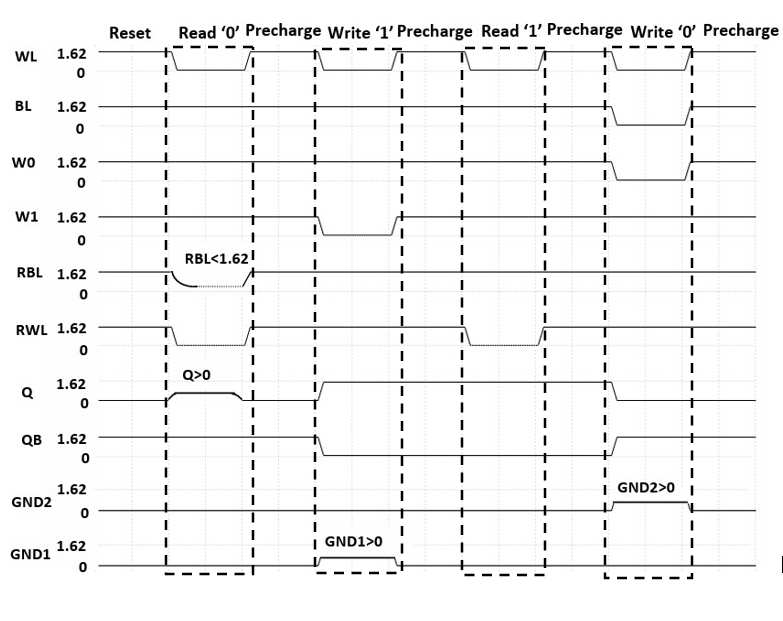 Reset Read ‘0’ Precharge Write ‘1’ Precharge Read ‘1’ Precharge Write ‘0’ Precharge
WL 1.62
0
BL 1.62
0
W0 1.62
0
W1 1.62
0
RBL<1.62
RBL 1.62
0
RWL 1.62
0
Q>0
Q 1.62
0
QB 1.62
0
GND2>0
GND2 1.62
0
GND1>0
GND1 1.62
0